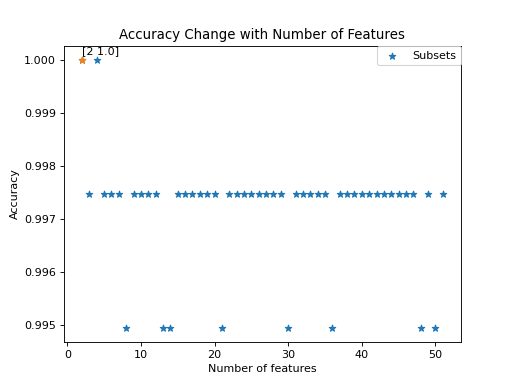 Accuracy Change with Number of Features
[2 1.0]
Subsets
1.000
0.999
0.998
0.997
0.996
0.995
Accuracy
0 10 20 30 40 50
Number of features